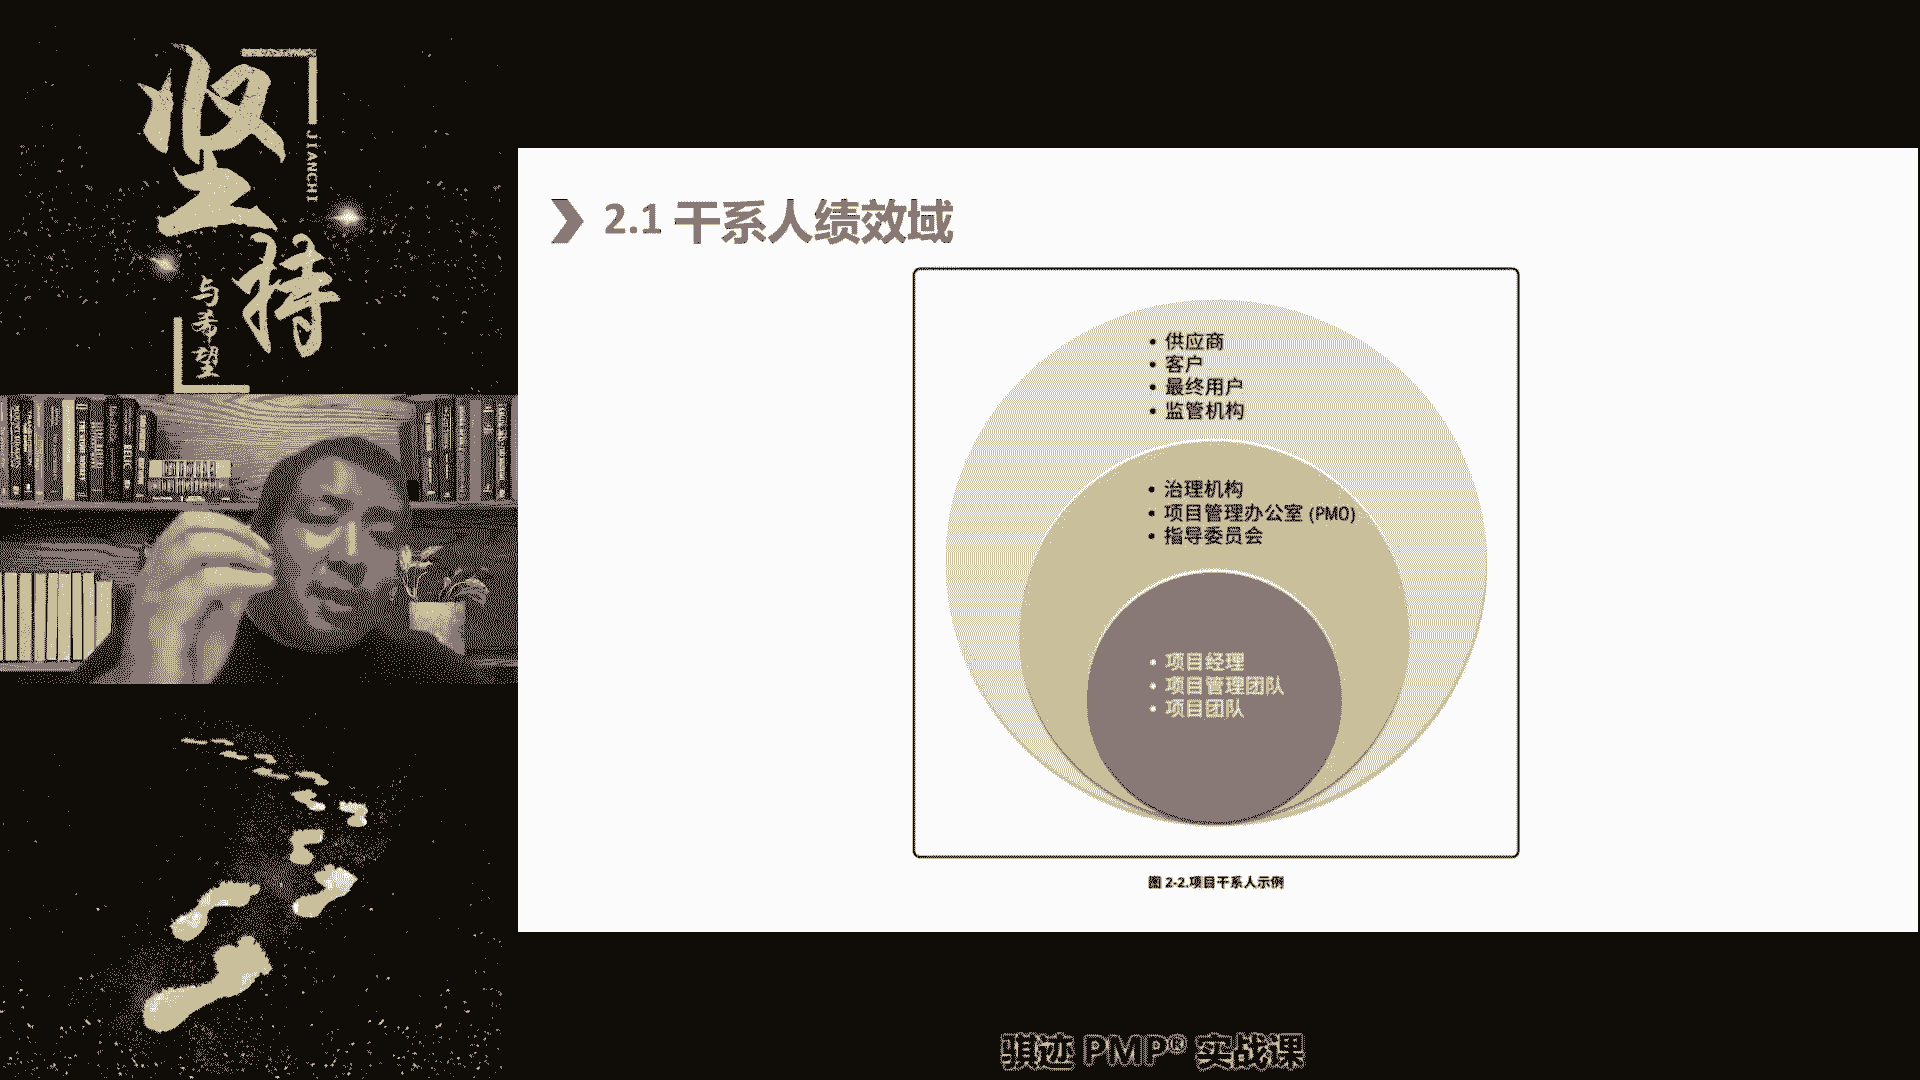 坚持
JIANCHI
与希望
2.1 干系人绩效域
• 供应商
• 客户
• 最终用户
• 监管机构
• 治理机构
• 项目管理办公室 (PMO)
• 指导委员会
• 项目经理
• 项目管理团队
• 项目团队
图 2-2.项目干系人示例
骐迹 PMP® 实战课